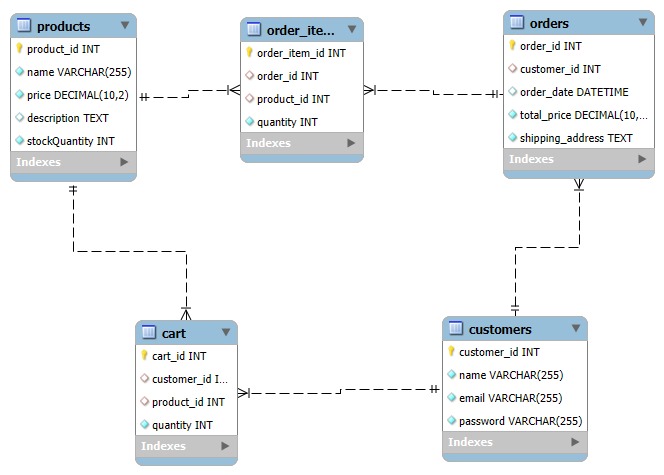 products
product_id INT
name VARCHAR(255)
price DECIMAL(10,2)
description TEXT
stockQuantity INT
Indexes
order_ite...
order_item_id INT
order_id INT
product_id INT
quantity INT
Indexes
orders
order_id INT
customer_id INT
order_date DATETIME
total_price DECIMAL(10,...
shipping_address TEXT
Indexes
cart
cart_id INT
customer_id I...
product_id INT
quantity INT
Indexes
customers
customer_id INT
name VARCHAR(255)
email VARCHAR(255)
password VARCHAR(255)
Indexes